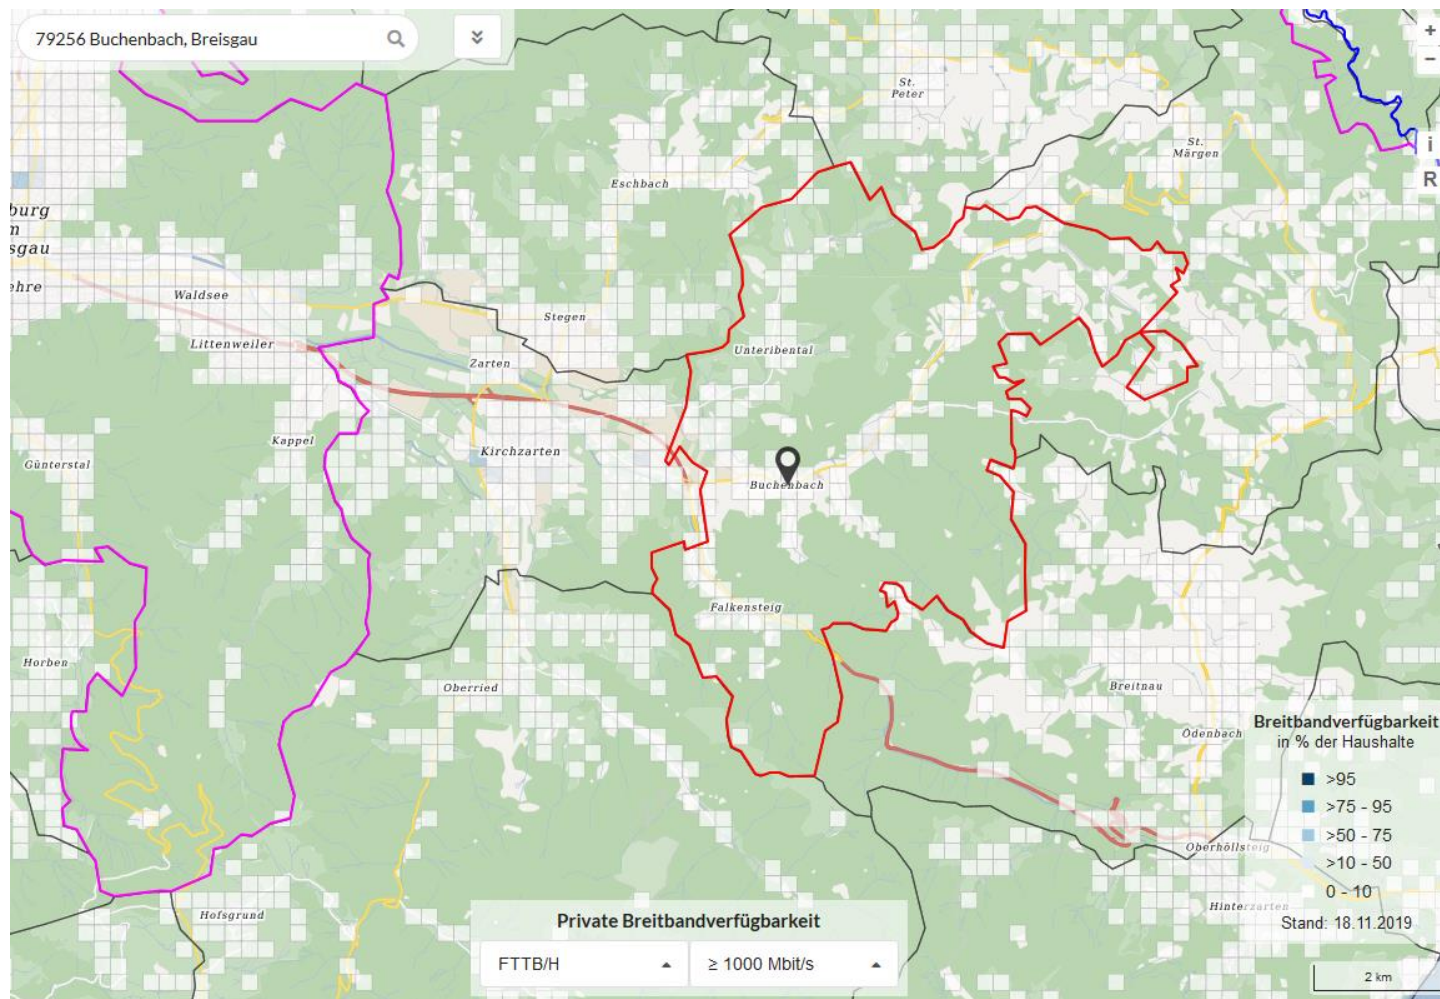 79256 Buchenbach, Breisgau
+
−
St.
Peter
i
St.
Märgen
R
Eschbach
burg
m
sgau
ehre
Waldsee
Stegen
Littenweiler
Unteribental
Zarten
Kappel
Kirchzarten
Günterstal
Buchenbach
Falkensteig
Horben
Oberried
Breitnau
Ödenbach
Breitbandverfügbarkeit
in % der Haushalte
>95
>75 - 95
>50 - 75
>10 - 50
0 - 10
Oberhöllsteig
Hinterzarten
Stand: 18.11.2019
Hofsgrund
Private Breitbandverfügbarkeit
FTTB/H
≥ 1000 Mbit/s
2 km